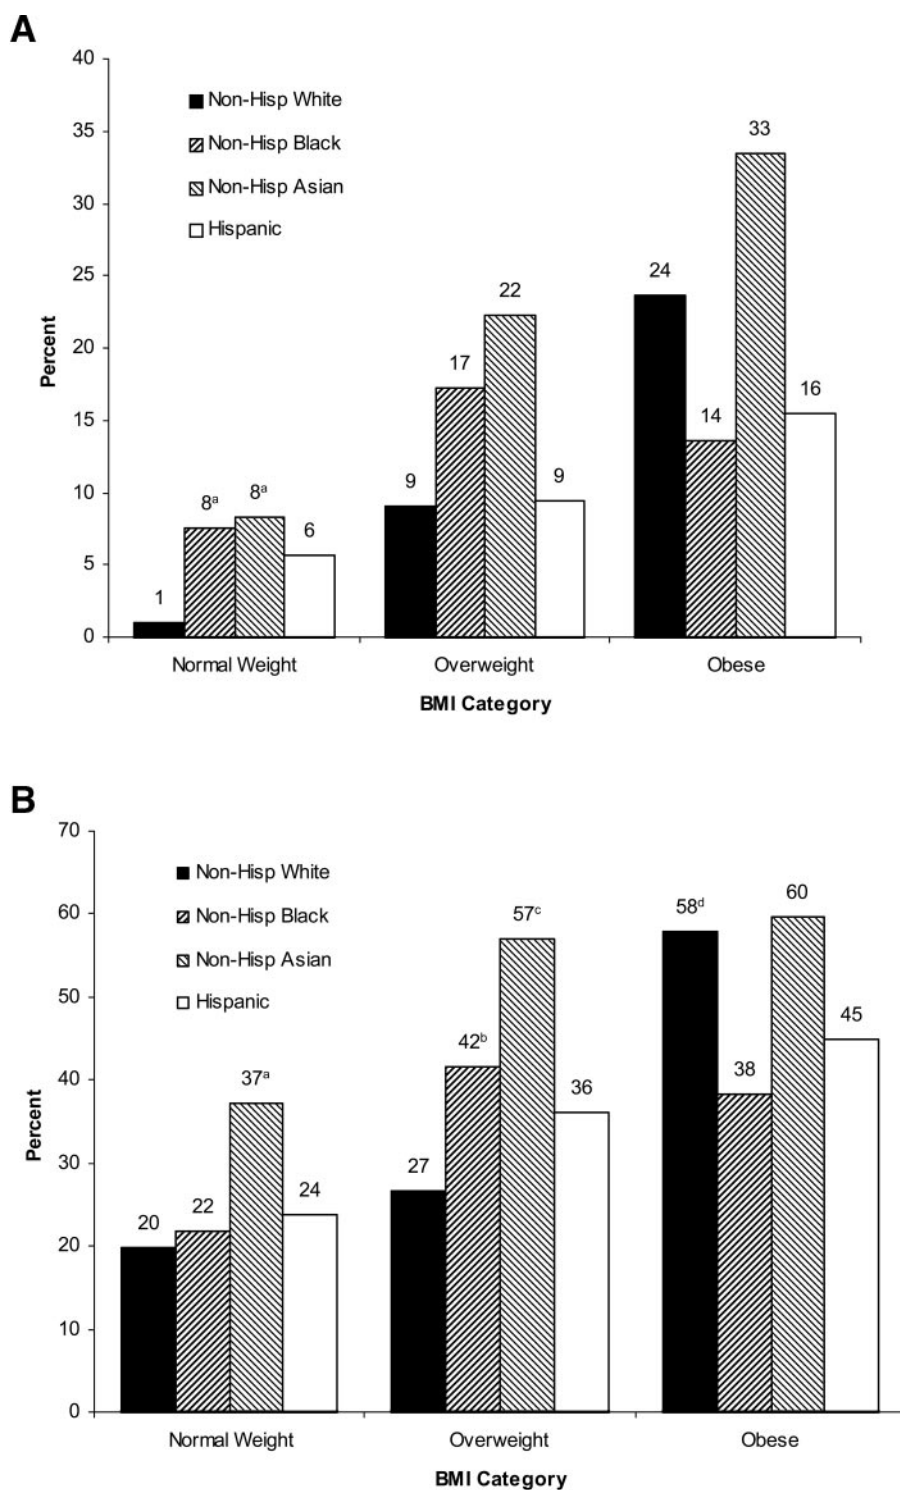 A
40
35
30
25
20
15
10
5
0
Percent
Non-Hisp White
Non-Hisp Black
Non-Hisp Asian
Hispanic
1
8ᵃ
8ᵃ
6
9
17
22
9
24
14
33
16
Normal Weight
Overweight
Obese
BMI Category
B
70
60
50
40
30
20
10
0
Percent
Non-Hisp White
Non-Hisp Black
Non-Hisp Asian
Hispanic
20
22
37ᵃ
24
27
42ᵇ
57ᶜ
36
58ᵈ
38
60
45
Normal Weight
Overweight
Obese
BMI Category